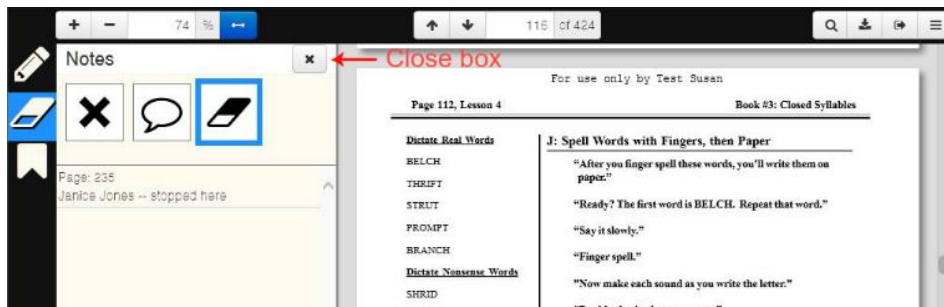 74 %
116 of 424
Notes
Close box
Page: 235
Janice Jones -- stopped here
For use only by Test Susan
Page 112, Lesson 4
Book #3: Closed Syllables
Dictate Real Words
BELCH
THRIFT
STRUT
PROMPT
BRANCH
Dictate Nonsense Words
SHRID
J: Spell Words with Fingers, then Paper
“After you finger spell these words, you’ll write them on
paper.”
“Ready? The first word is BELCH. Repeat that word.”
“Say it slowly.”
“Finger spell.”
"Now make each sound as you write the letter."